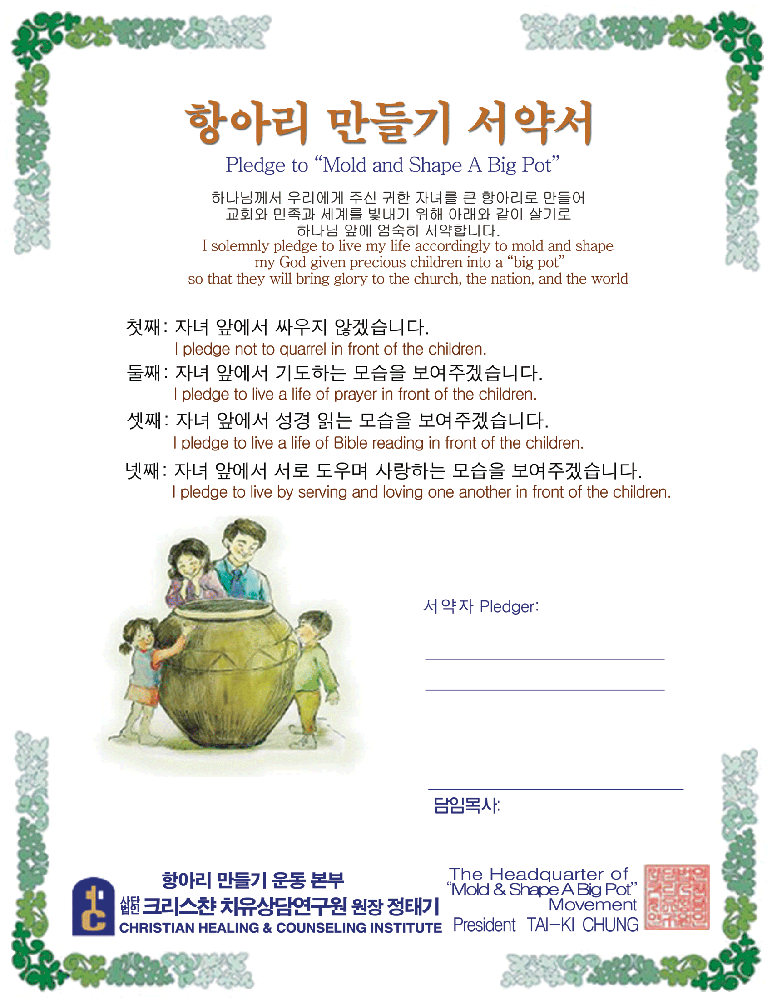 항아리 만들기 서약서
Pledge to “Mold and Shape A Big Pot”
하나님께서 우리에게 주신 귀한 자녀를 큰 항아리로 만들어
교회와 민족과 세계를 빛내기 위해 아래와 같이 살기로
하나님 앞에 엄숙히 서약합니다.
I solemnly pledge to live my life accordingly to mold and shape
my God given precious children into a “big pot”
so that they will bring glory to the church, the nation, and the world
첫째: 자녀 앞에서 싸우지 않겠습니다.
I pledge not to quarrel in front of the children.
둘째: 자녀 앞에서 기도하는 모습을 보여주겠습니다.
I pledge to live a life of prayer in front of the children.
셋째: 자녀 앞에서 성경 읽는 모습을 보여주겠습니다.
I pledge to live a life of Bible reading in front of the children.
넷째: 자녀 앞에서 서로 도우며 사랑하는 모습을 보여주겠습니다.
I pledge to live by serving and loving one another in front of the children.
서약자 Pledger:
담임목사:
항아리 만들기 운동 본부
사단법인 크리스챤 치유상담연구원 원장 정태기
CHRISTIAN HEALING & COUNSELING INSTITUTE
The Headquarter of
“Mold & Shape A Big Pot”
Movement
President TAI-KI CHUNG